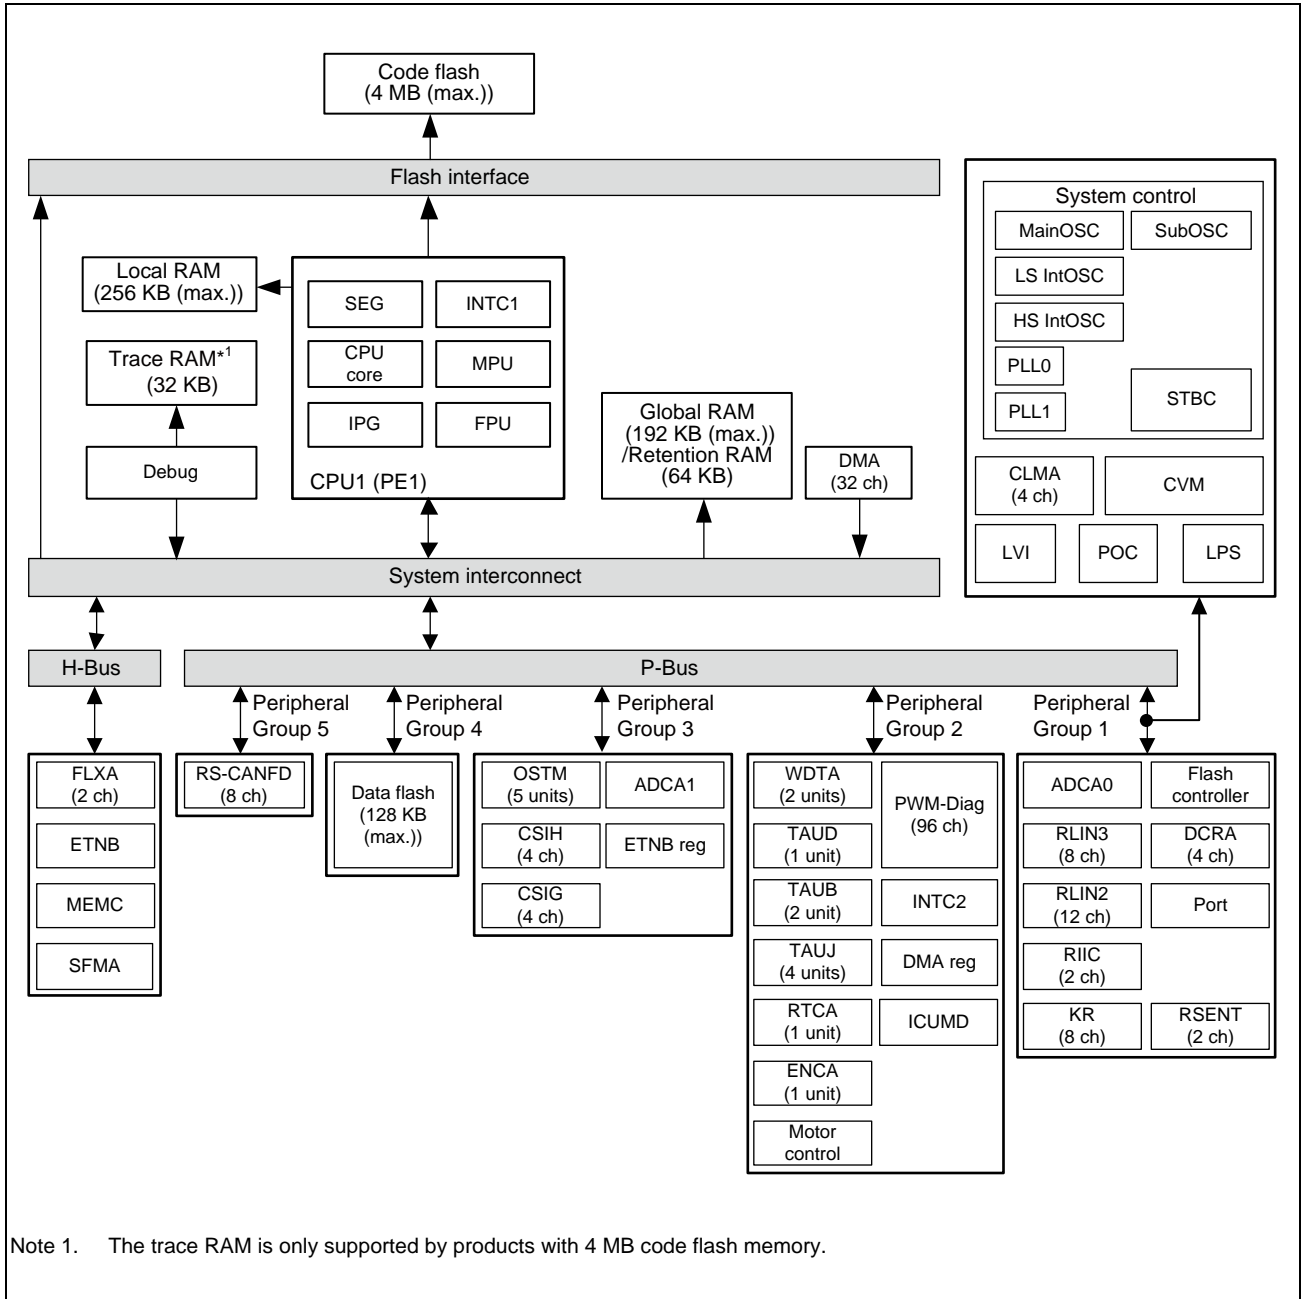 Code flash
(4 MB (max.))
Flash interface
Local RAM
(256 KB (max.))
Trace RAM*1
(32 KB)
Debug
SEG
INTC1
CPU
core
MPU
IPG
FPU
CPU1 (PE1)
Global RAM
(192 KB (max.))
/Retention RAM
(64 KB)
DMA
(32 ch)
System interconnect
System control
MainOSC
SubOSC
LS IntOSC
HS IntOSC
PLL0
PLL1
STBC
CLMA
(4 ch)
CVM
LVI
POC
LPS
H-Bus
P-Bus
Peripheral
Group 5
Peripheral
Group 4
Peripheral
Group 3
Peripheral
Group 2
Peripheral
Group 1
FLXA
(2 ch)
ETNB
MEMC
SFMA
RS-CANFD
(8 ch)
Data flash
(128 KB
(max.))
OSTM
(5 units)
ADCA1
CSIH
(4 ch)
ETNB reg
CSIG
(4 ch)
WDTA
(2 units)
PWM-Diag
(96 ch)
TAUD
(1 unit)
TAUB
(2 unit)
INTC2
TAUJ
(4 units)
DMA reg
RTCA
(1 unit)
ICUMD
ENCA
(1 unit)
Motor
control
ADCA0
Flash
controller
RLIN3
(8 ch)
DCRA
(4 ch)
RLIN2
(12 ch)
Port
RIIC
(2 ch)
KR
(8 ch)
RSENT
(2 ch)
Note 1. The trace RAM is only supported by products with 4 MB code flash memory.